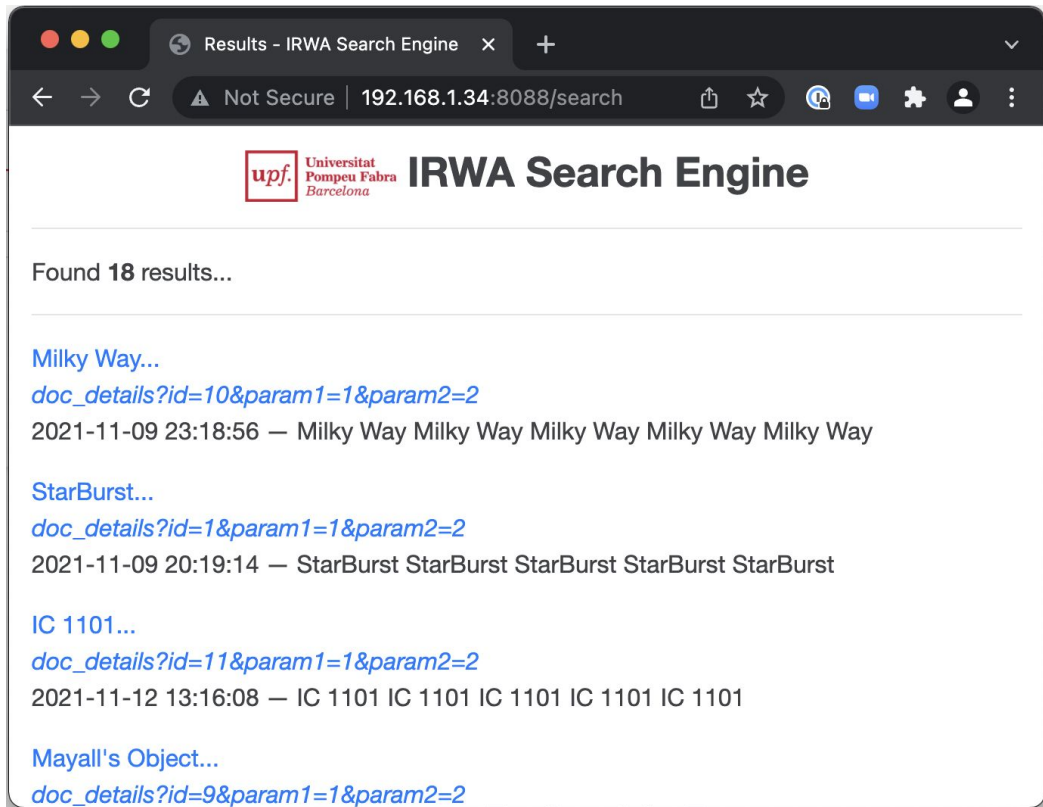 Results - IRWA Search Engine
Not Secure | 192.168.1.34:8088/search
upf. Universitat Pompeu Fabra Barcelona IRWA Search Engine
Found 18 results...
Milky Way...
doc_details?id=10&param1=1&param2=2
2021-11-09 23:18:56 — Milky Way Milky Way Milky Way Milky Way Milky Way
StarBurst...
doc_details?id=1&param1=1&param2=2
2021-11-09 20:19:14 — StarBurst StarBurst StarBurst StarBurst StarBurst
IC 1101...
doc_details?id=11&param1=1&param2=2
2021-11-12 13:16:08 — IC 1101 IC 1101 IC 1101 IC 1101 IC 1101
Mayall's Object...
doc_details?id=9&param1=1&param2=2